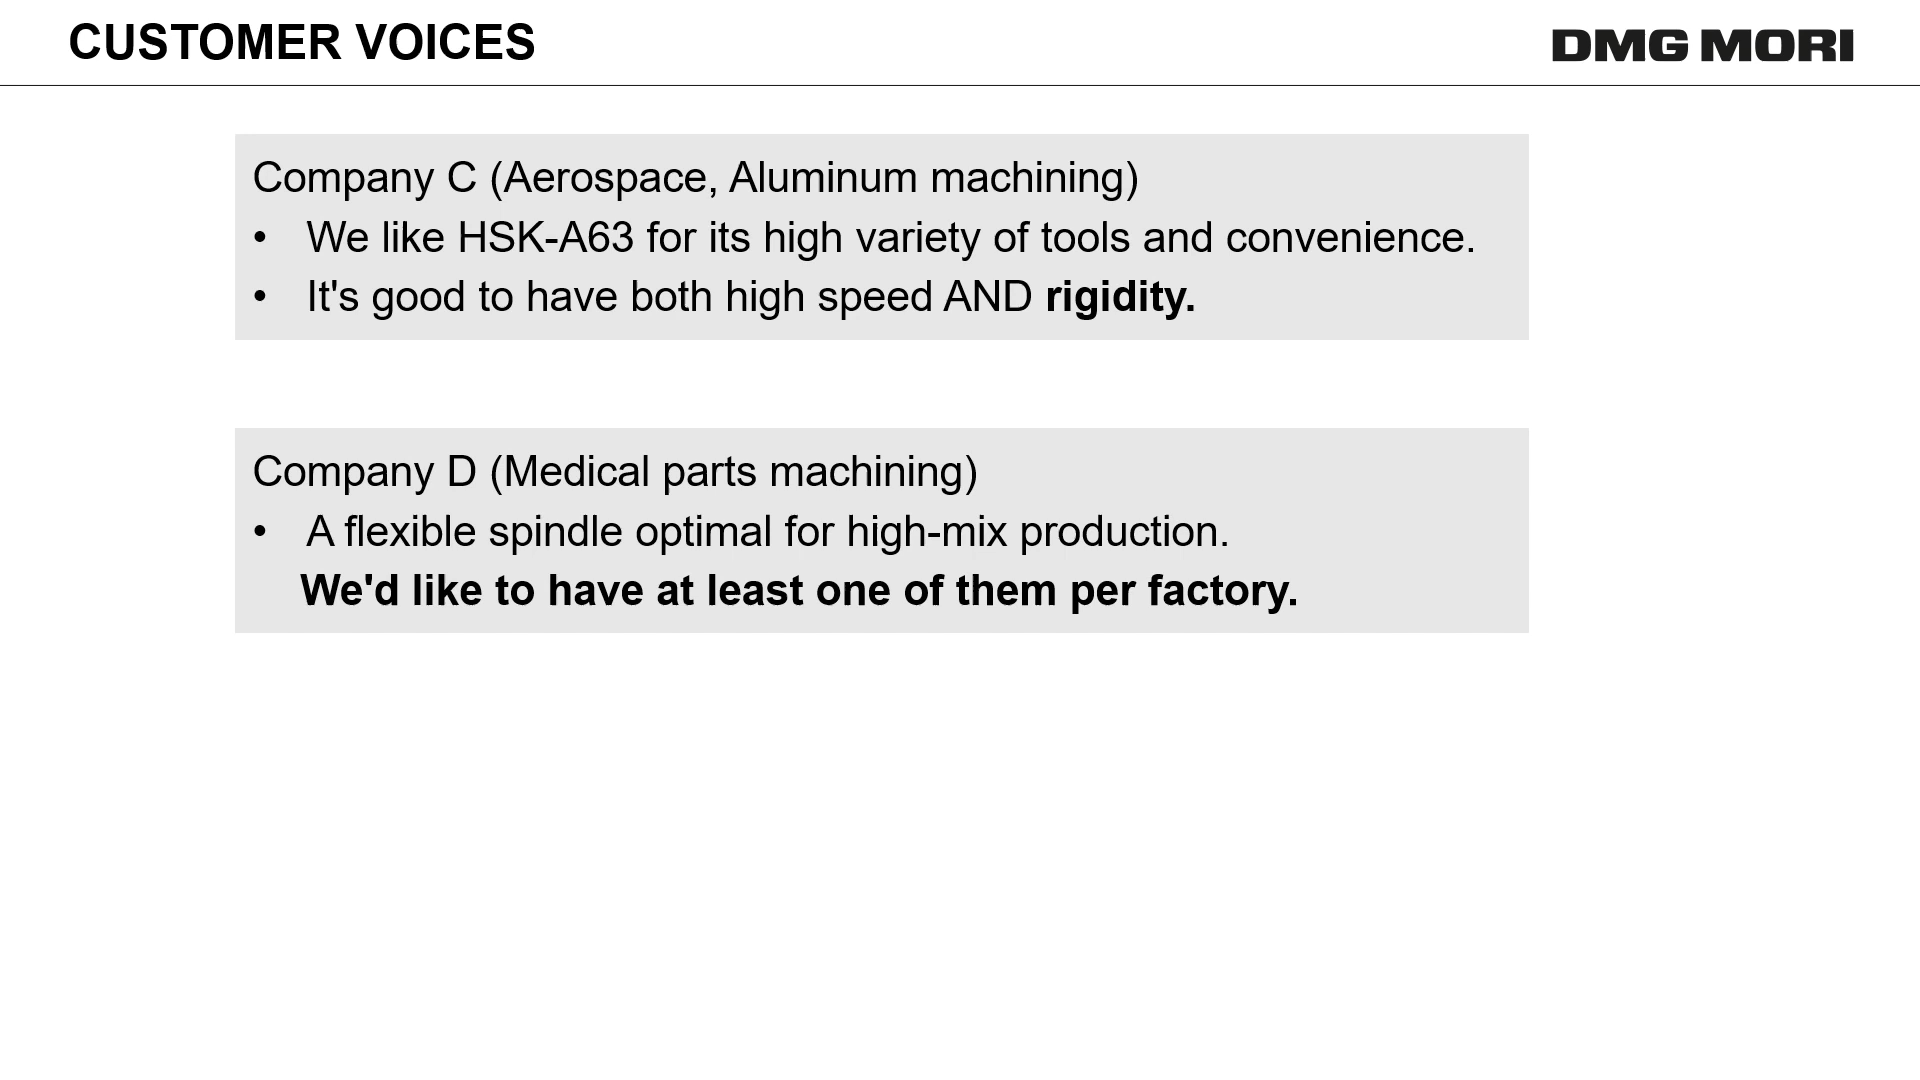 CUSTOMER VOICES
DMG MORI
Company C (Aerospace, Aluminum machining)
• We like HSK-A63 for its high variety of tools and convenience.
• It's good to have both high speed AND rigidity.
Company D (Medical parts machining)
• A flexible spindle optimal for high-mix production.
We'd like to have at least one of them per factory.